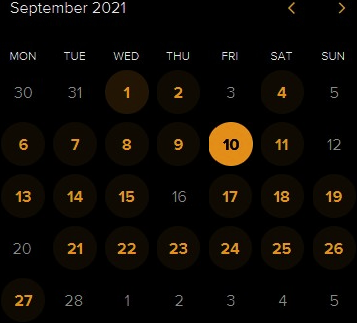 September 2021
MON TUE WED THU FRI SAT SUN
30 31 1 2 3 4 5
6 7 8 9 10 11 12
13 14 15 16 17 18 19
20 21 22 23 24 25 26
27 28 1 2 3 4 5